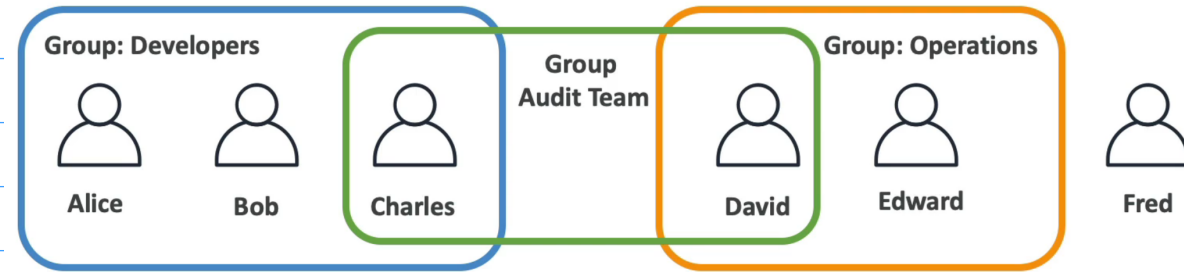 Group: Developers
Group
Audit Team
Group: Operations
Alice
Bob
Charles
David
Edward
Fred